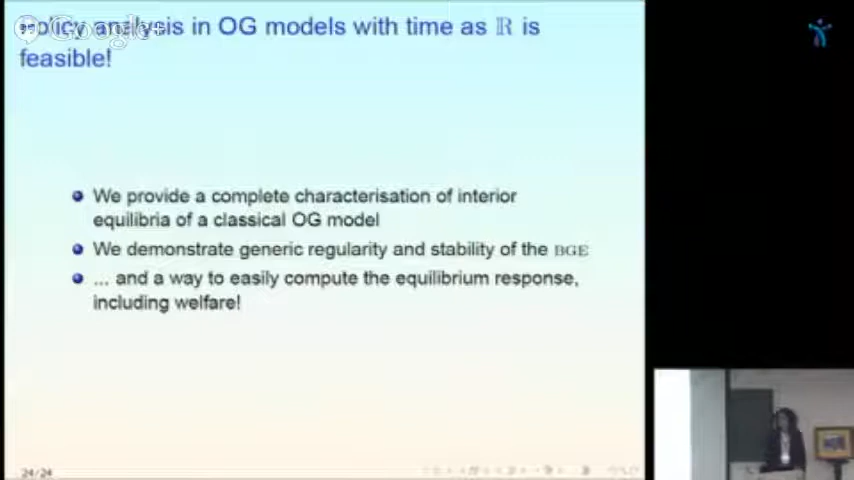 Policy analysis in OG models with time as ℝ is
feasible!
Google+
We provide a complete characterisation of interior
equilibria of a classical OG model
We demonstrate generic regularity and stability of the BGE
... and a way to easily compute the equilibrium response,
including welfare!
24/24